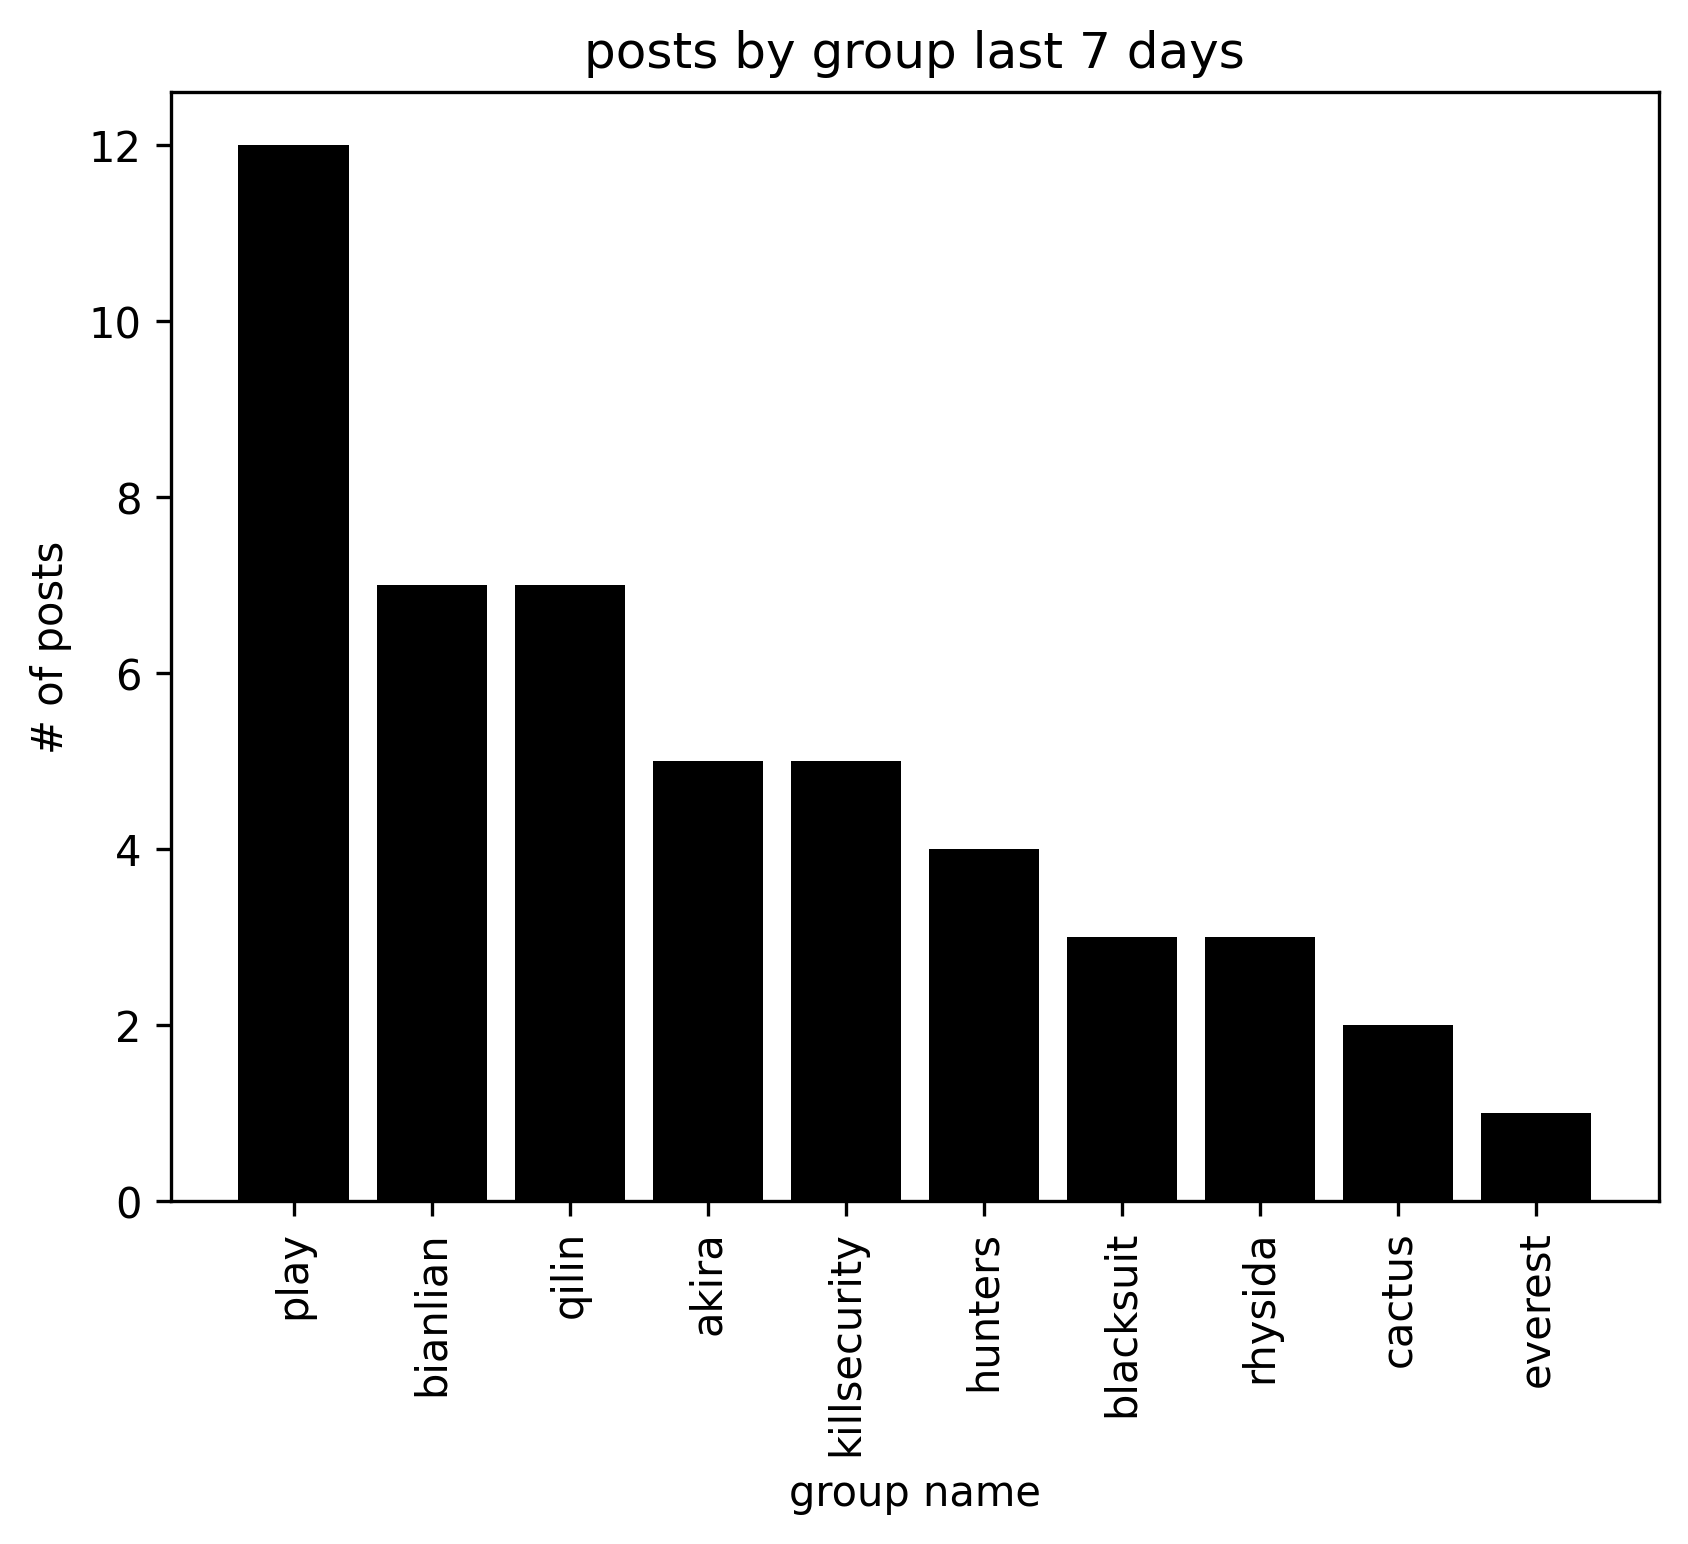 posts by group last 7 days
12
10
8
6
4
2
0
# of posts
play
bianlian
qilin
akira
killsecurity
hunters
blacksuit
rhysida
cactus
everest
group name